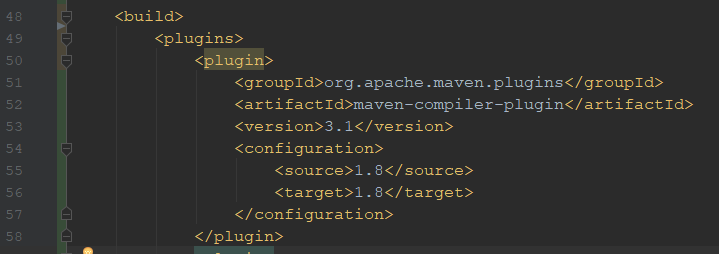 48 <build>
49 <plugins>
50 <plugin>
51 <groupId>org.apache.maven.plugins</groupId>
52 <artifactId>maven-compiler-plugin</artifactId>
53 <version>3.1</version>
54 <configuration>
55 <source>1.8</source>
56 <target>1.8</target>
57 </configuration>
58 </plugin>